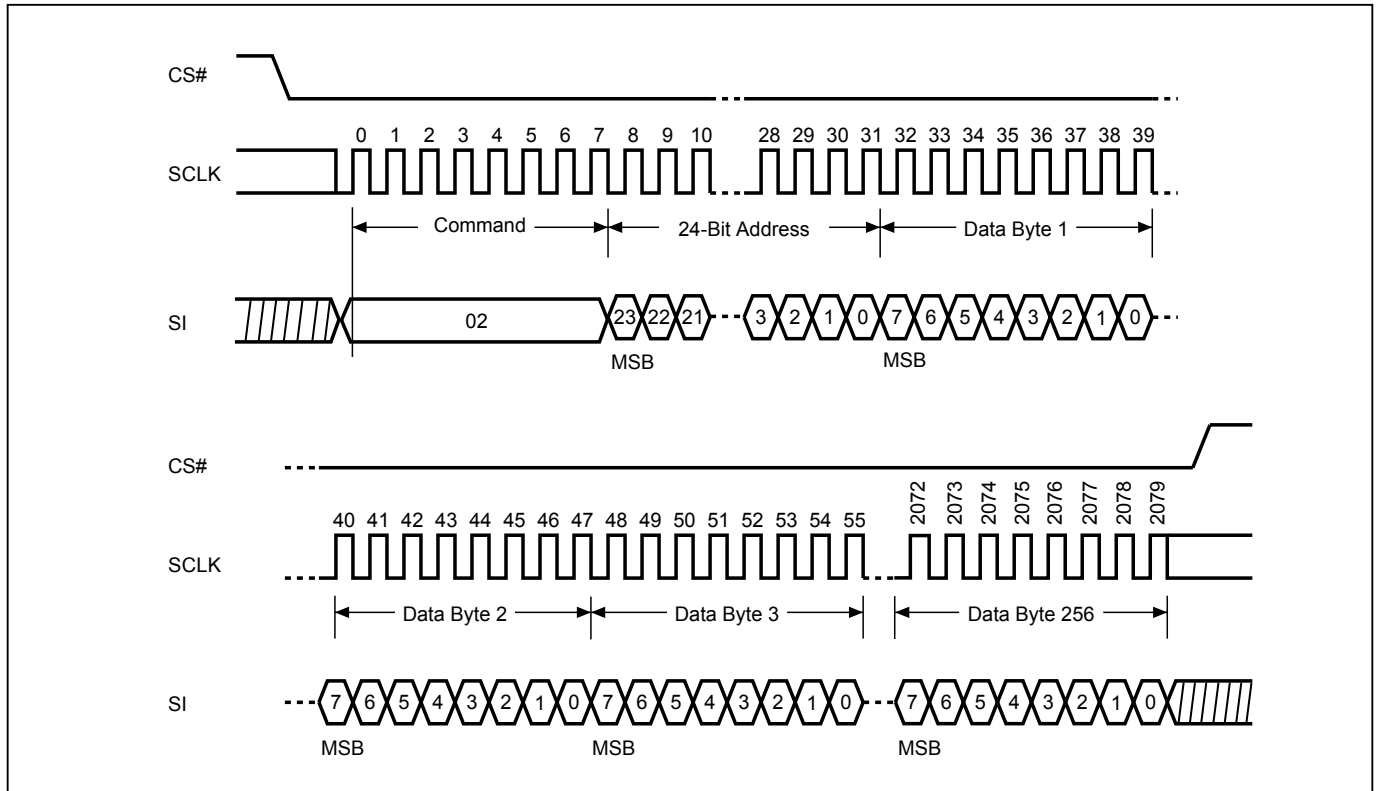 CS#
0 1 2 3 4 5 6 7 8 9 10 28 29 30 31 32 33 34 35 36 37 38 39
SCLK
Command 24-Bit Address Data Byte 1
SI 02 23 22 21 3 2 1 0 7 6 5 4 3 2 1 0
MSB MSB
CS#
40 41 42 43 44 45 46 47 48 49 50 51 52 53 54 55 2072 2073 2074 2075 2076 2077 2078 2079
SCLK
Data Byte 2 Data Byte 3 Data Byte 256
SI 7 6 5 4 3 2 1 0 7 6 5 4 3 2 1 0 7 6 5 4 3 2 1 0
MSB MSB MSB